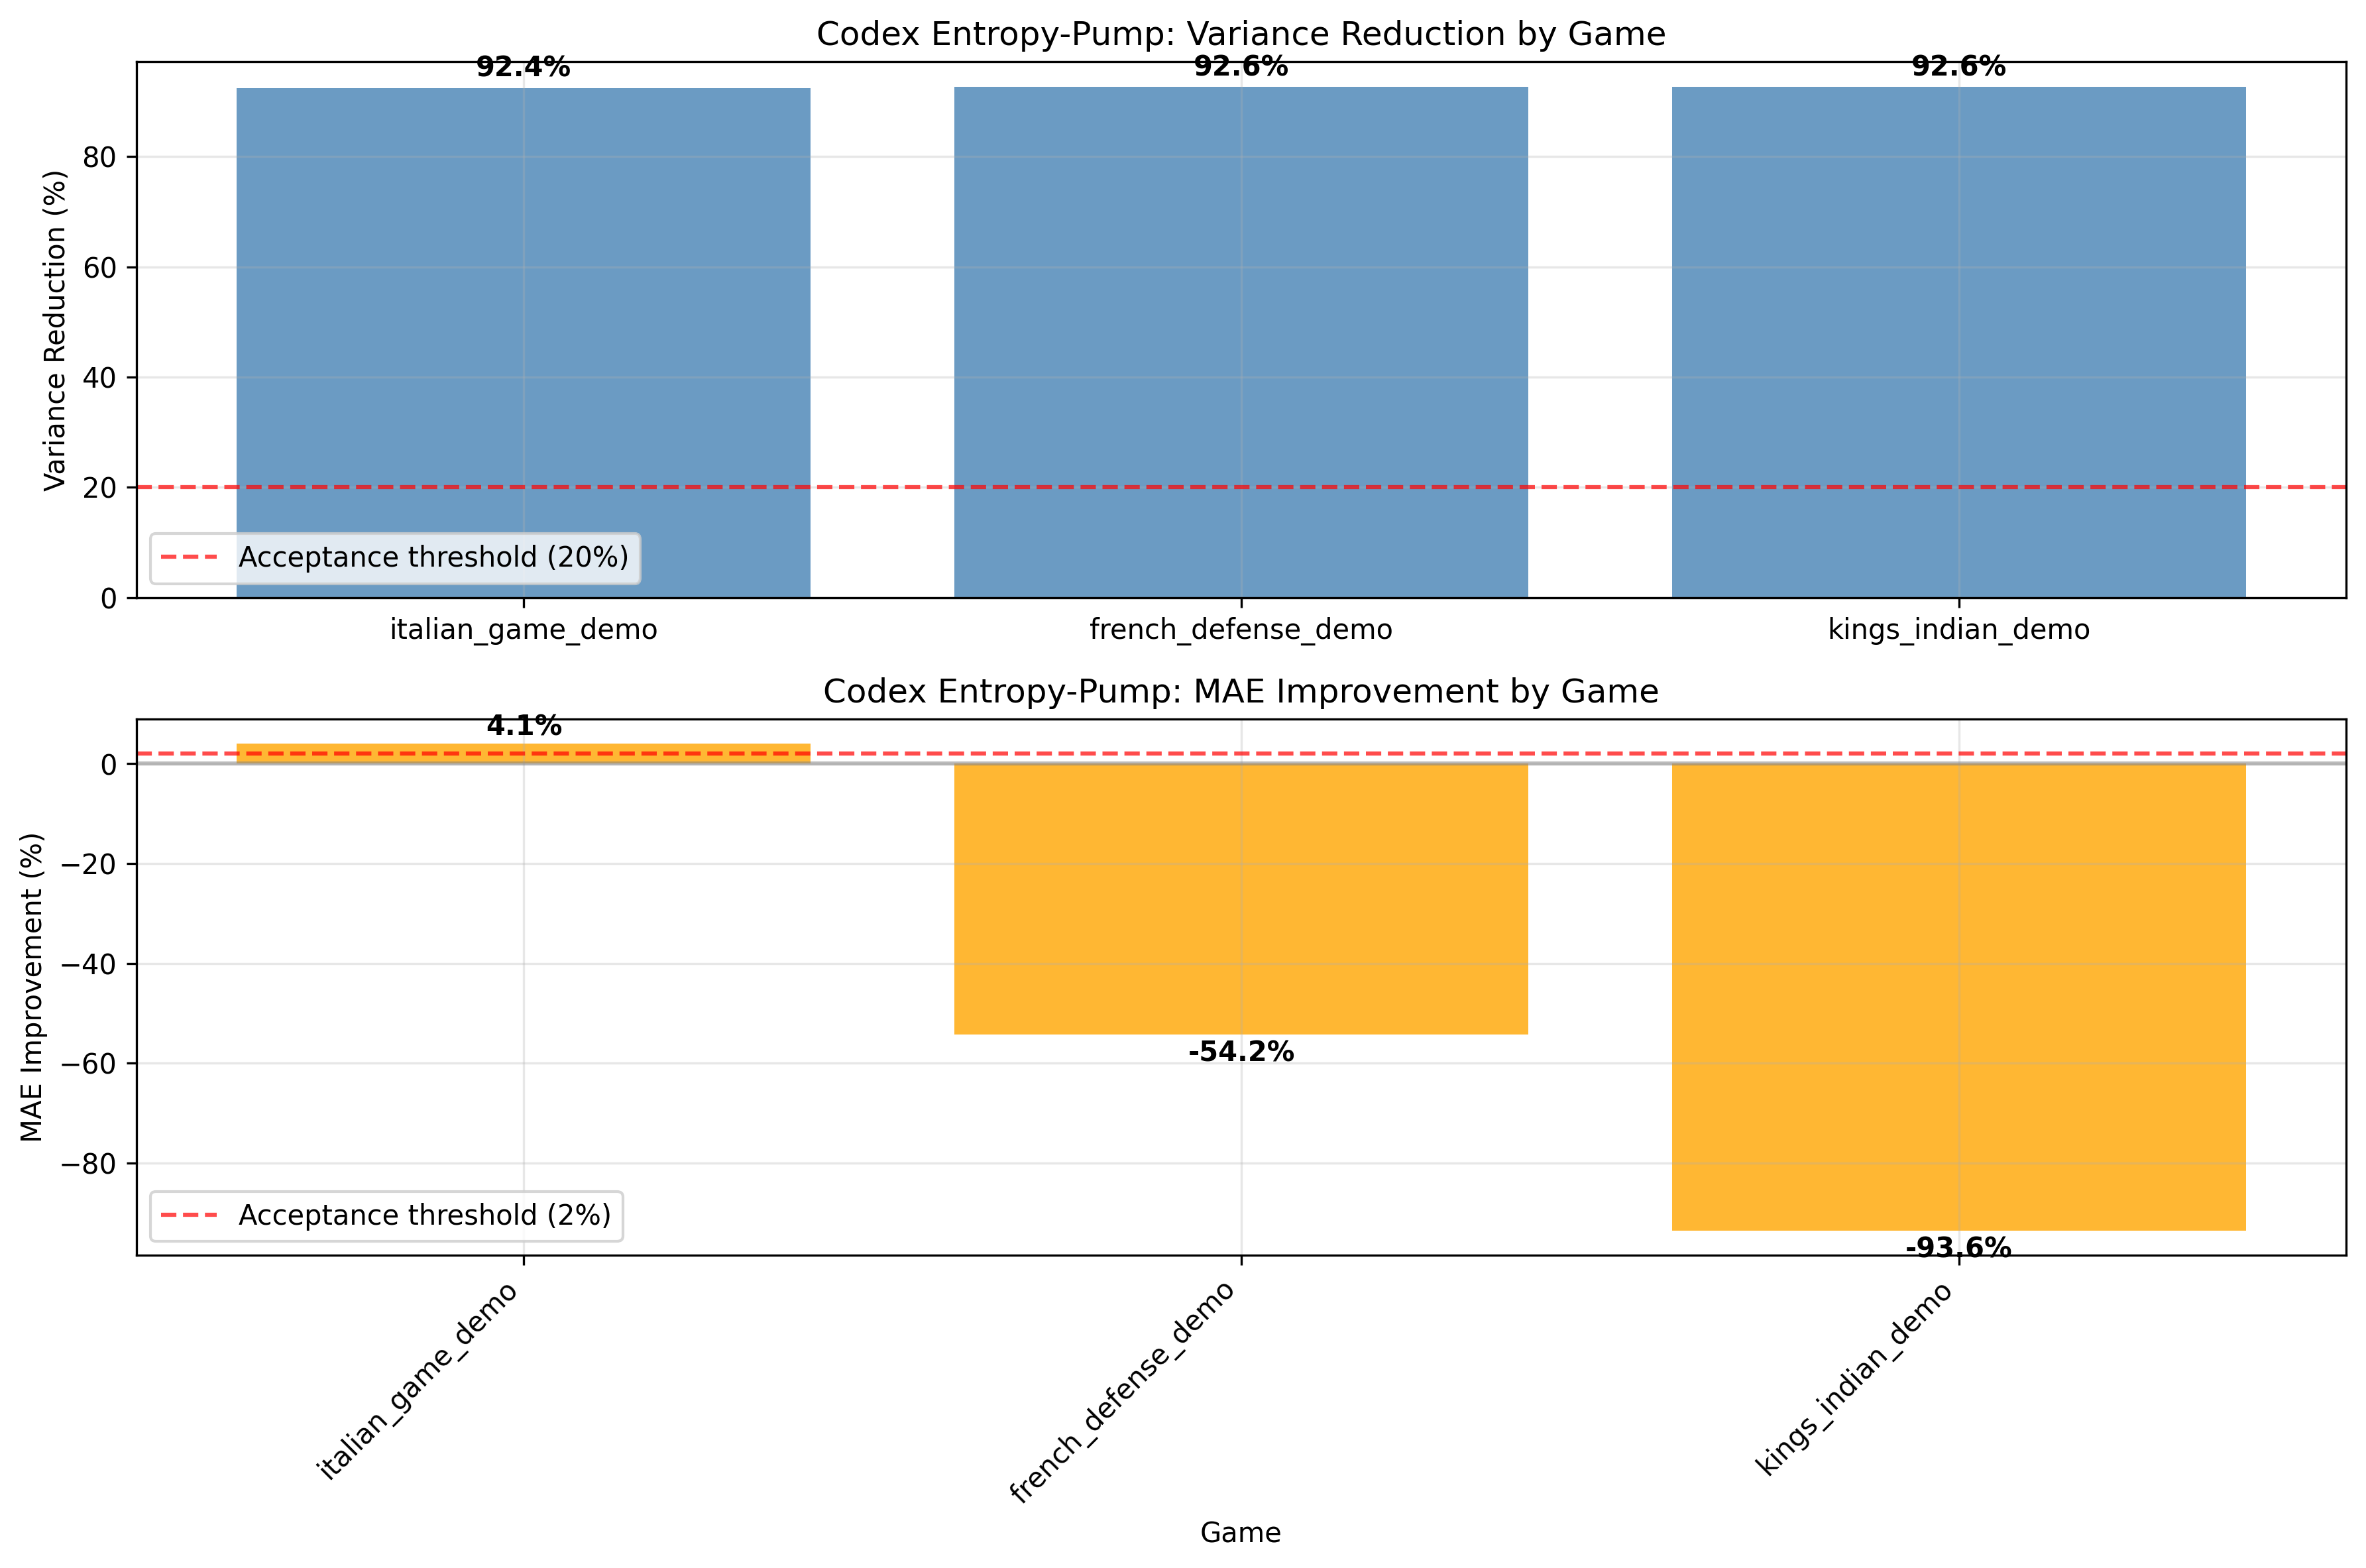 Codex Entropy-Pump: Variance Reduction by Game
92.4%
92.6%
92.6%
Variance Reduction (%)
80
60
40
20
0
Acceptance threshold (20%)
italian_game_demo
french_defense_demo
kings_indian_demo
Codex Entropy-Pump: MAE Improvement by Game
4.1%
-54.2%
-93.6%
MAE Improvement (%)
0
−20
−40
−60
−80
Acceptance threshold (2%)
italian_game_demo
french_defense_demo
kings_indian_demo
Game